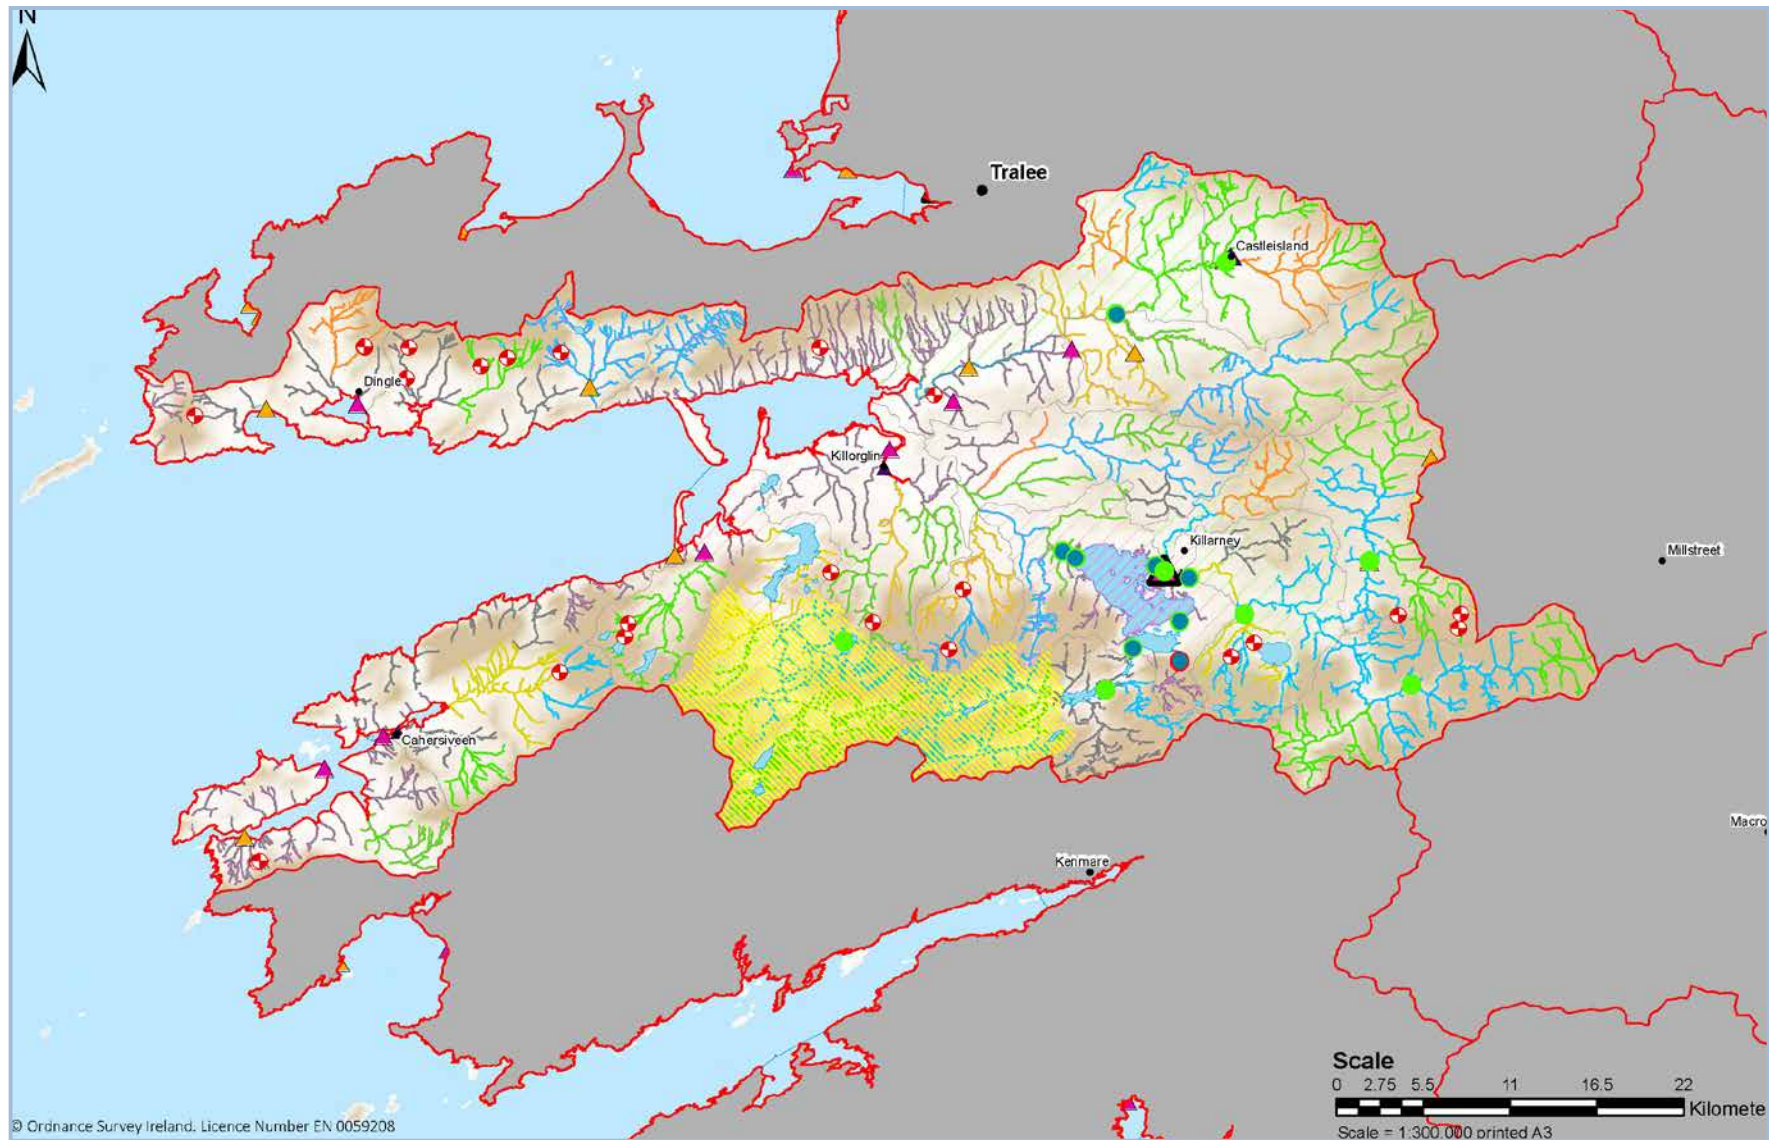 N
Tralee
Castleisland
Dingle
Killorglin
Killarney
Millstreet
Cahersiveen
Macro
Kenmare
Scale
0 2.75 5.5 11 16.5 22
Kilomete
Scale = 1:300.000 printed A3
© Ordnance Survey Ireland. Licence Number EN 0059208